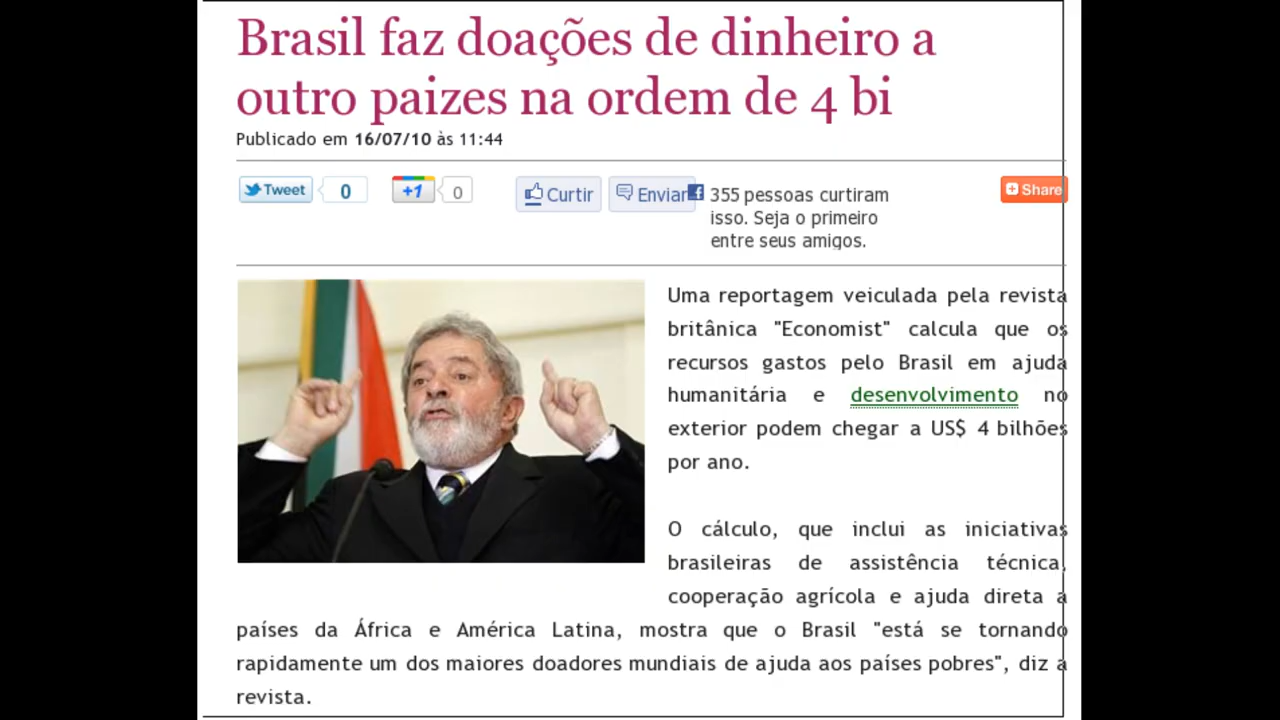 Brasil faz doações de dinheiro a
outro paizes na ordem de 4 bi
Publicado em 16/07/10 às 11:44
Tweet 0 +1 0 Curtir Enviar 355 pessoas curtiram Share
isso. Seja o primeiro
entre seus amigos.
Uma reportagem veiculada pela revista
britânica "Economist" calcula que os
recursos gastos pelo Brasil em ajuda
humanitária e desenvolvimento no
exterior podem chegar a US$ 4 bilhões
por ano.
O cálculo, que inclui as iniciativas
brasileiras de assistência técnica,
cooperação agrícola e ajuda direta a
países da África e América Latina, mostra que o Brasil "está se tornando
rapidamente um dos maiores doadores mundiais de ajuda aos países pobres", diz a
revista.